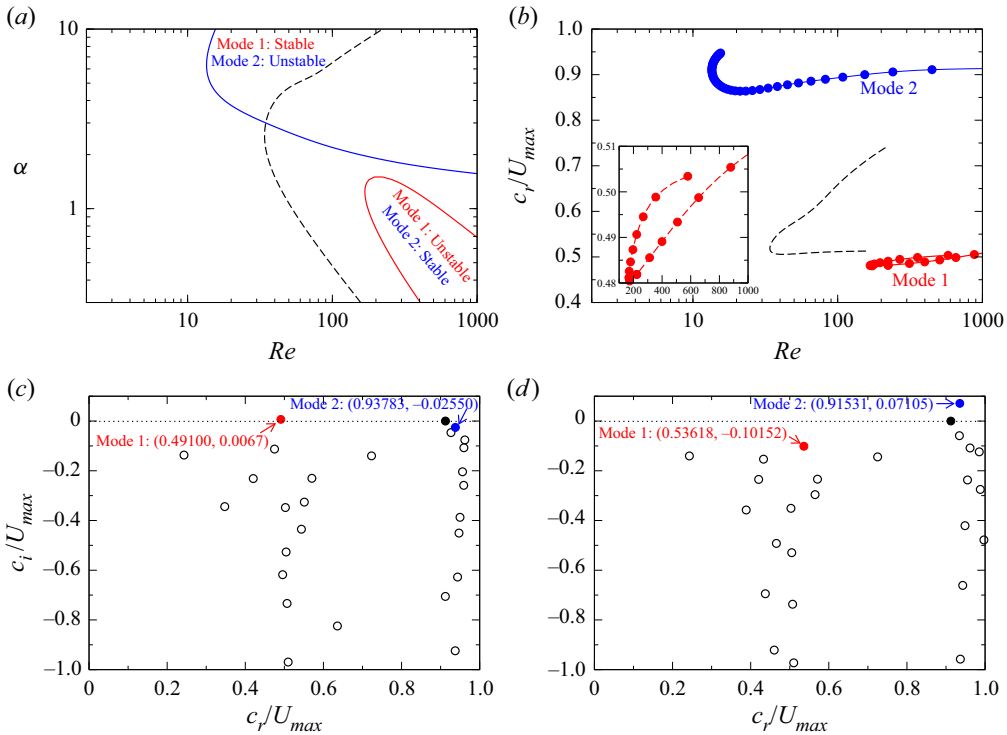 (a)
10
1
α
Mode 1: Stable
Mode 2: Unstable
Mode 1: Unstable
Mode 2: Stable
10
100
1000
Re
(b)
1.0
0.9
0.8
0.7
0.6
0.5
0.4
c_r/U_max
Mode 2
Mode 1
0.51
0.50
0.49
0.48
200 400 600 800 1000
10
100
1000
Re
(c)
0
−0.2
−0.4
−0.6
−0.8
−1.0
c_i/U_max
Mode 2: (0.93783, −0.02550)
Mode 1: (0.49100, 0.0067)
0 0.2 0.4 0.6 0.8 1.0
c_r/U_max
(d)
0
−0.2
−0.4
−0.6
−0.8
−1.0
Mode 2: (0.91531, 0.07105)
Mode 1: (0.53618, −0.10152)
0 0.2 0.4 0.6 0.8 1.0
c_r/U_max